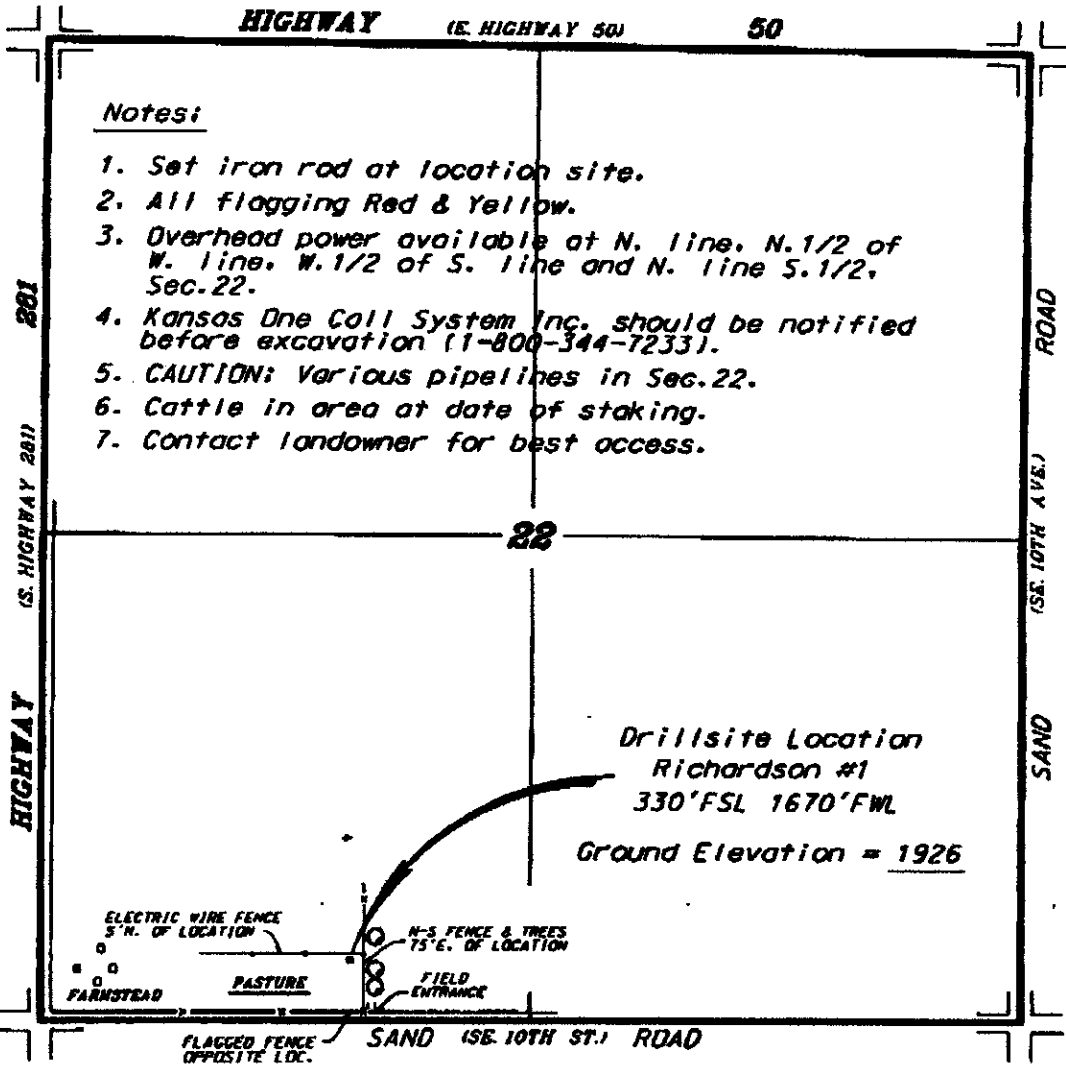 HIGHWAY (E. HIGHWAY 50) 50
Notes:
1. Set iron rod at location site.
2. All flagging Red & Yellow.
3. Overhead power available at N. line, N.1/2 of
W. line, W.1/2 of S. line and N. line S.1/2,
Sec.22.
4. Kansas One Call System Inc. should be notified
before excavation (1-800-344-7233).
5. CAUTION: Various pipelines in Sec.22.
6. Cattle in area at date of staking.
7. Contact landowner for best access.
HIGHWAY (S. HIGHWAY 281) 281
SAND (SE. 10TH AVE.) ROAD
22
Drillsite Location
Richardson #1
330'FSL 1670'FWL
Ground Elevation = 1926
ELECTRIC WIRE FENCE
5'N. OF LOCATION
N-S FENCE & TREES
75'E. OF LOCATION
FARMSTEAD
PASTURE
FIELD
ENTRANCE
FLAGGED FENCE
OPPOSITE LOC.
SAND (SE. 10TH ST.) ROAD